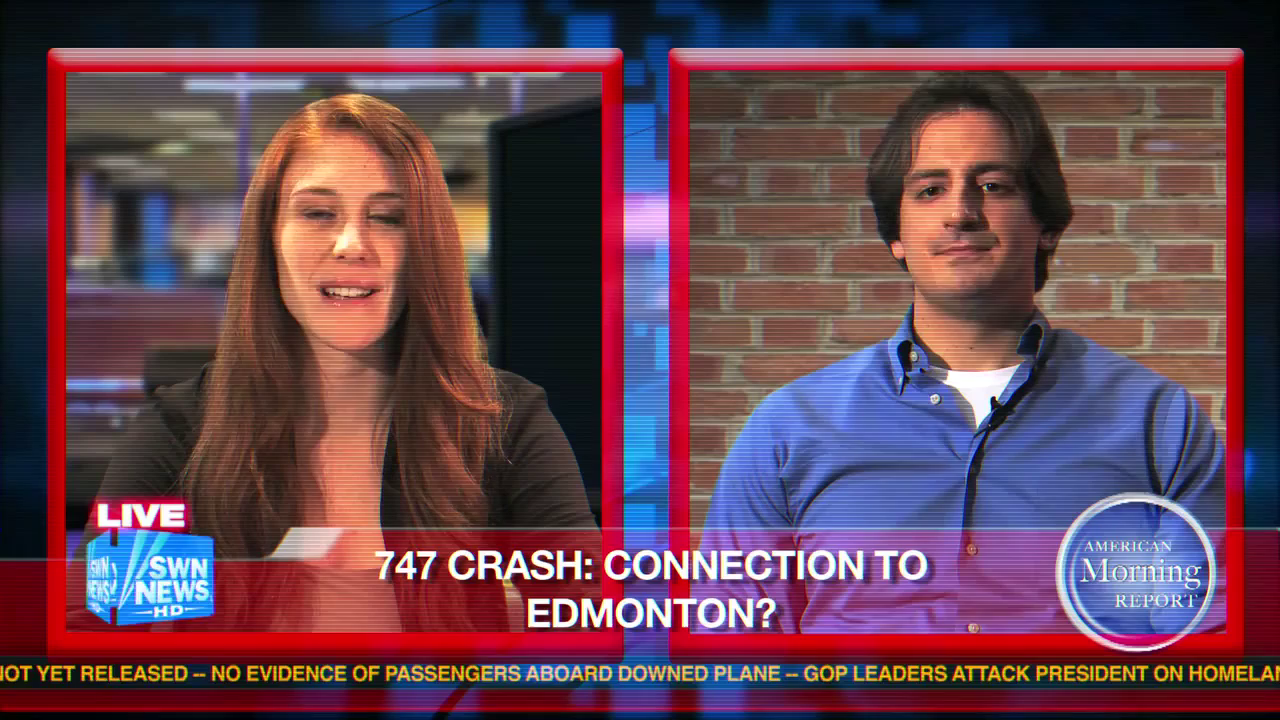 LIVE
SWN
NEWS
SWN
NEWS
HD
747 CRASH: CONNECTION TO
EDMONTON?
AMERICAN
Morning
REPORT
NOT YET RELEASED -- NO EVIDENCE OF PASSENGERS ABOARD DOWNED PLANE -- GOP LEADERS ATTACK PRESIDENT ON